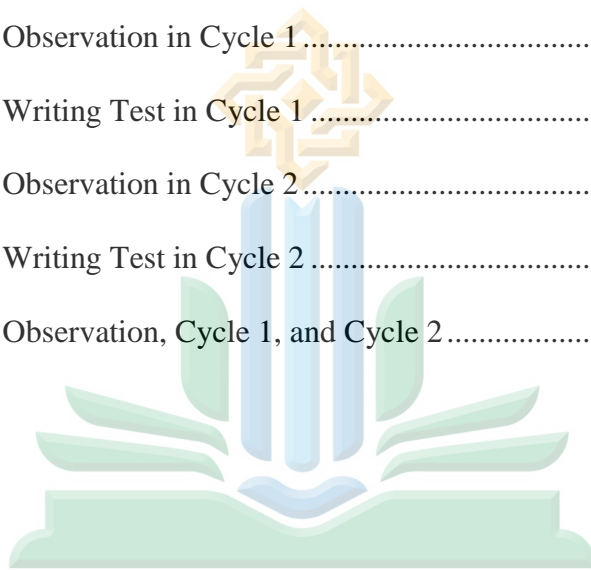 Observation in Cycle 1....................................
Writing Test in Cycle 1 ...................................
Observation in Cycle 2....................................
Writing Test in Cycle 2 ...................................
Observation, Cycle 1, and Cycle 2..................